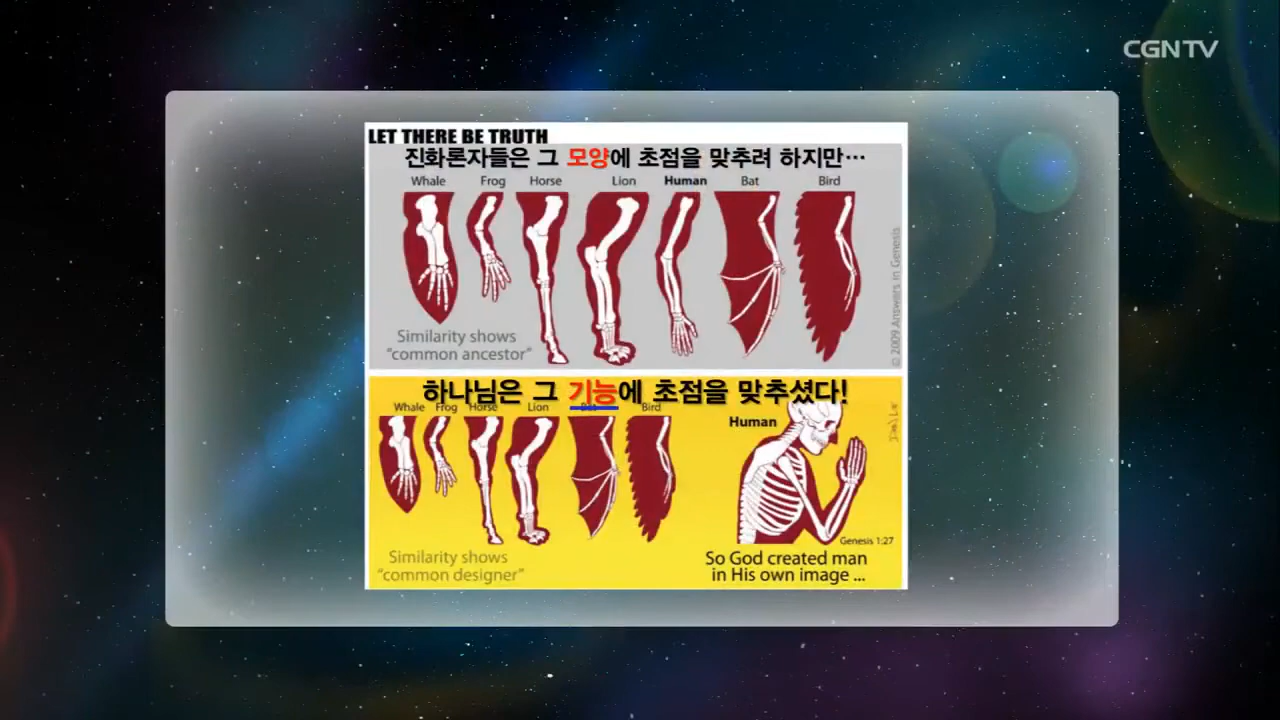 CGNTV
LET THERE BE TRUTH
진화론자들은 그 모양에 초점을 맞추려 하지만…
Whale Frog Horse Lion Human Bat Bird
Similarity shows
“common ancestor”
© 2009 Answers in Genesis
하나님은 그 기능에 초점을 맞추셨다!
Whale Frog Horse Lion Bird
Human
Genesis 1:27
Similarity shows
“common designer”
So God created man
in His own image ...